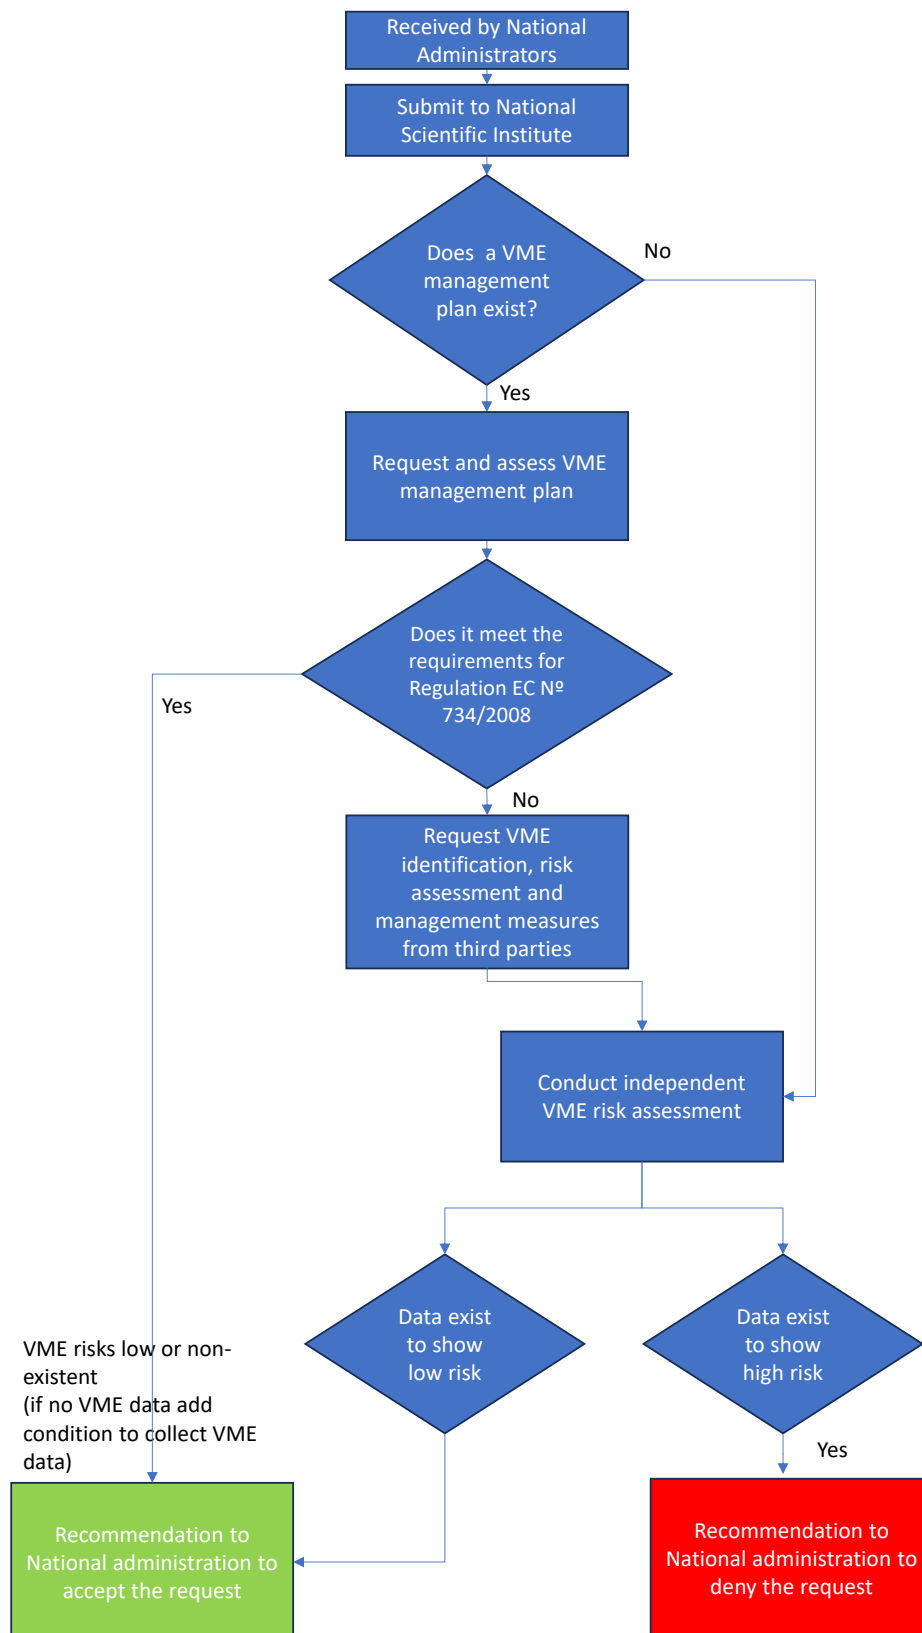 Received by National
Administrators
Submit to National
Scientific Institute
Does a VME
management
plan exist?
No
Yes
Request and assess VME
management plan
Does it meet the
requirements for
Regulation EC Nº
734/2008
Yes
No
Request VME
identification, risk
assessment and
management measures
from third parties
Conduct independent
VME risk assessment
Data exist
to show
low risk
Data exist
to show
high risk
VME risks low or non-
existent
(if no VME data add
condition to collect VME
data)
Yes
Recommendation to
National administration to
accept the request
Recommendation to
National administration to
deny the request